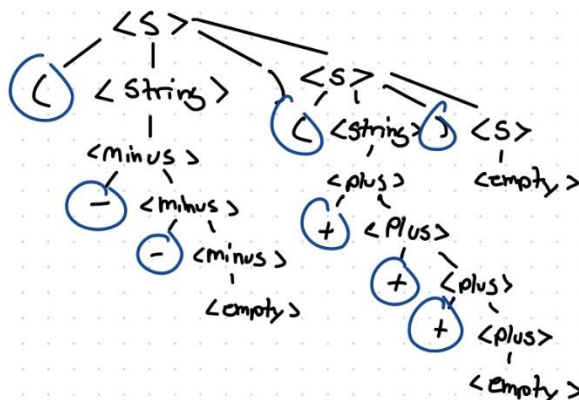 <S>
( <String> ) <S>
<minus> ( <string> ) <S>
- <minus> <plus> <empty>
- <minus> + <Plus>
<empty> + <plus>
+ <plus>
<empty>